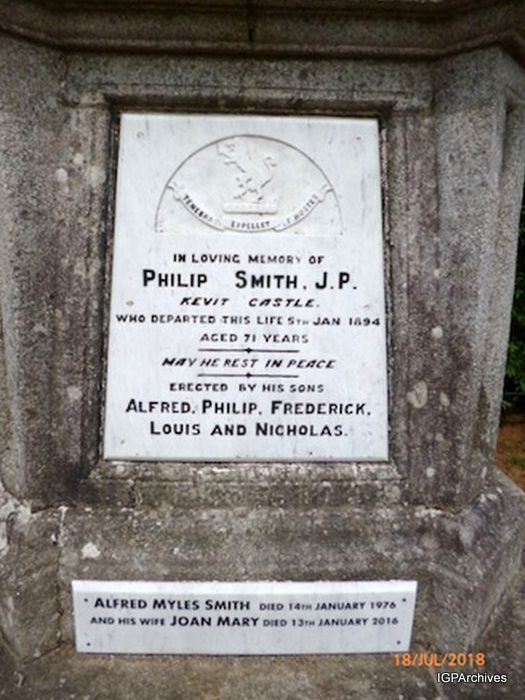 TENEBRAS EXPELLET ET HOSTES
IN LOVING MEMORY OF
PHILIP SMITH, J.P.
KEVIT CASTLE.
WHO DEPARTED THIS LIFE 5TH JAN 1894
AGED 71 YEARS
MAY HE REST IN PEACE
ERECTED BY HIS SONS
ALFRED, PHILIP, FREDERICK,
LOUIS AND NICHOLAS.
ALFRED MYLES SMITH DIED 14TH JANUARY 1976
AND HIS WIFE JOAN MARY DIED 13TH JANUARY 2016
18/JUL/2018
IGPArchives